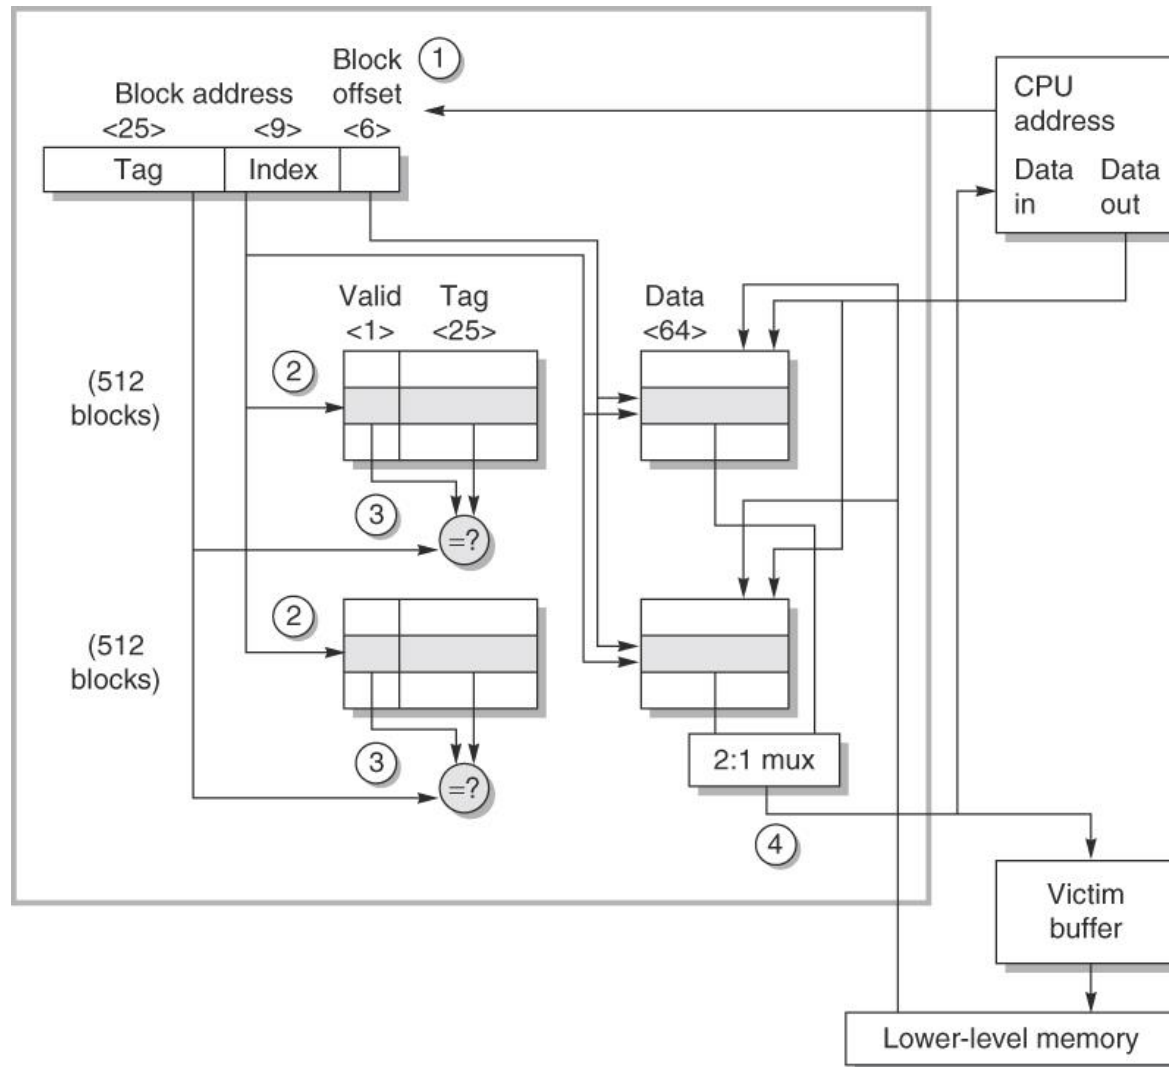 Block offset
1
Block address
<25>
<9>
<6>
Tag
Index
CPU address
Data in
Data out
Valid
<1>
Tag
<25>
Data
<64>
(512 blocks)
2
3
=?
(512 blocks)
2
3
=?
2:1 mux
4
Victim buffer
Lower-level memory